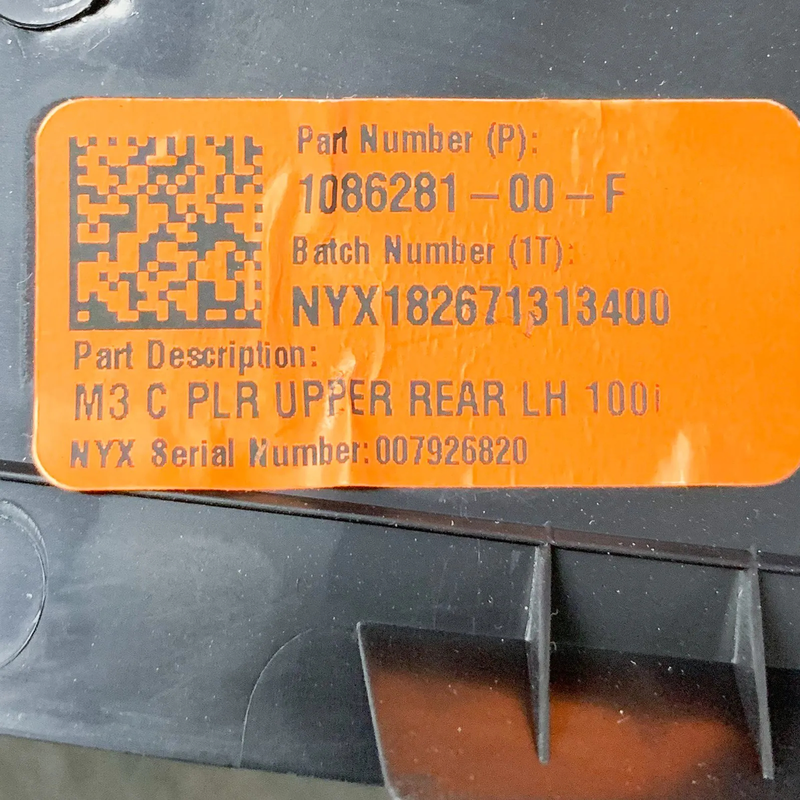 Part Number (P):
1086281-00-F
Batch Number (1T):
NYX182671313400
Part Description:
M3 C PLR UPPER REAR LH 100i
NYX Serial Number:007926820